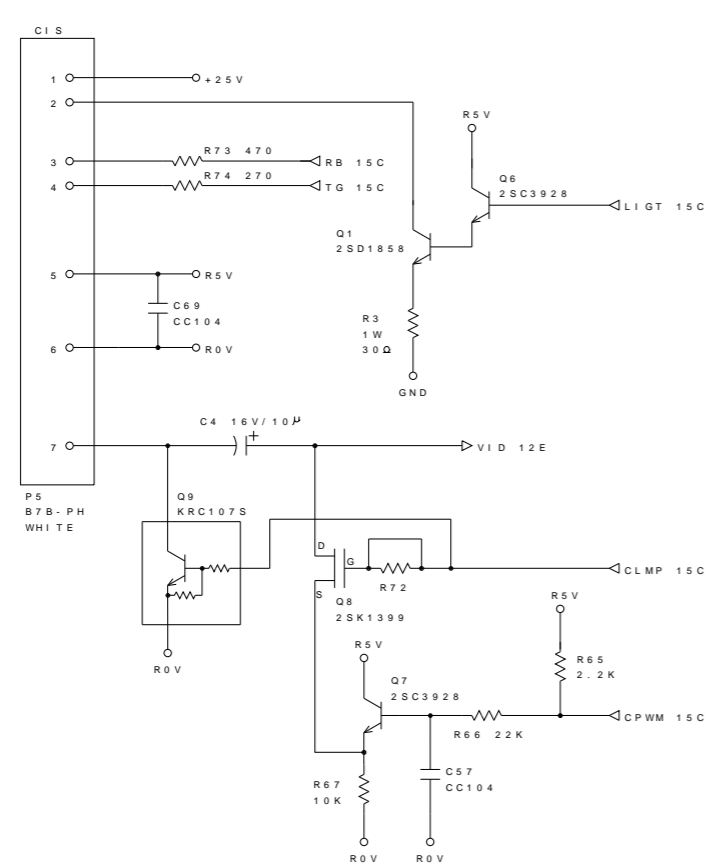 CIS
1
+25V
2
R5V
R73 470
3
RB 15C
R74 270
4
TG 15C
Q6
2SC3928
LIGT 15C
Q1
2SD1858
5
R5V
C69
CC104
R3
1W
30Ω
6
R0V
GND
C4 16V/10μ
+
7
VID 12E
P5
B7B-PH
WHITE
Q9
KRC107S
D
G
S
R72
CLMP 15C
Q8
2SK1399
R5V
R0V
R5V
R65
2.2K
Q7
2SC3928
CPWM 15C
R66 22K
R67
10K
C57
CC104
R0V
R0V